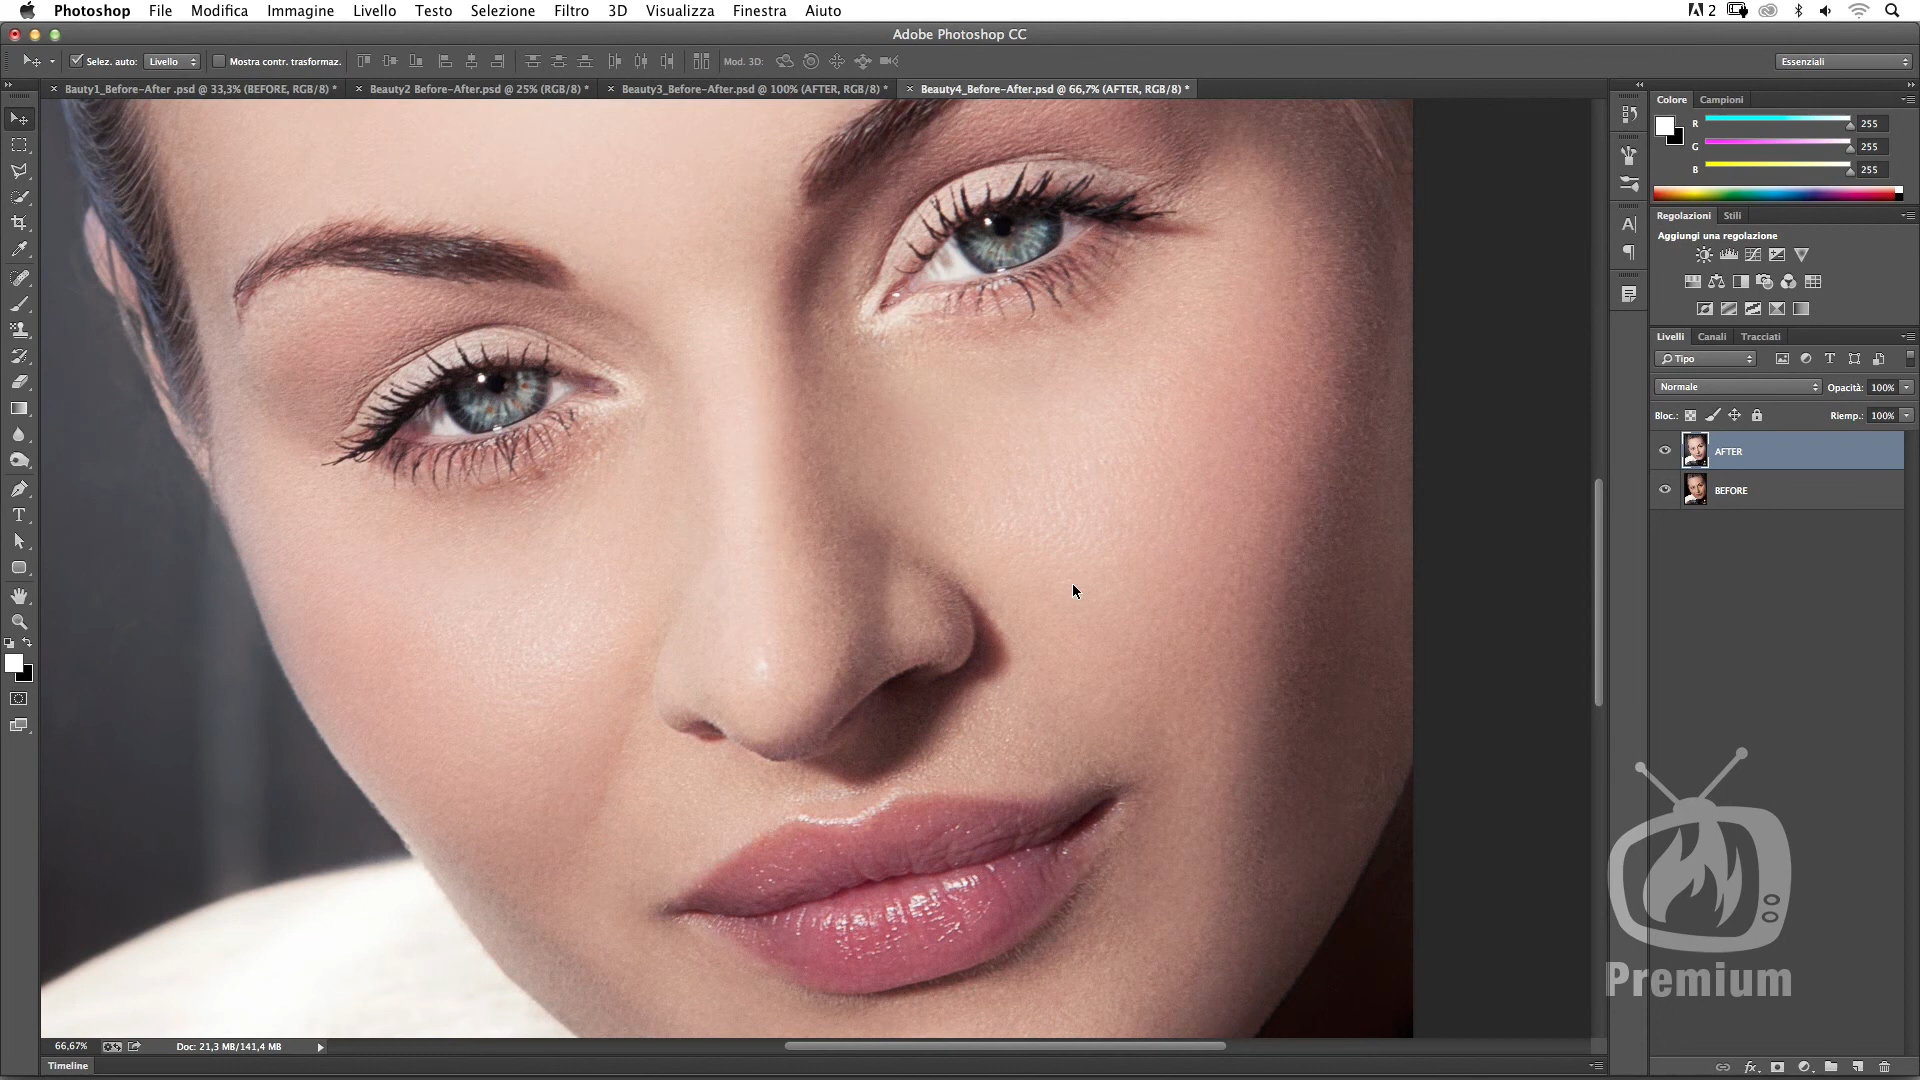 Photoshop File Modifica Immagine Livello Testo Selezione Filtro 3D Visualizza Finestra Aiuto 2
Adobe Photoshop CC
Selez. auto: Livello Mostra contr. trasformaz. Mod. 3D: Essenziali
Bauty1_Before-After .psd @ 33,3% (BEFORE, RGB/8) * Beauty2 Before-After.psd @ 25% (RGB/8) * Beauty3_Before-After.psd @ 100% (AFTER, RGB/8) * Beauty4_Before-After.psd @ 66,7% (AFTER, RGB/8) *
Colore Campioni
R 255
G 255
B 255
Regolazioni Stili
Aggiungi una regolazione
Livelli Canali Tracciati
Tipo
Normale Opacità: 100%
Bloc.: Riemp.: 100%
AFTER
BEFORE
Premium
66,67% Doc: 21,3 MB/141,4 MB
Timeline